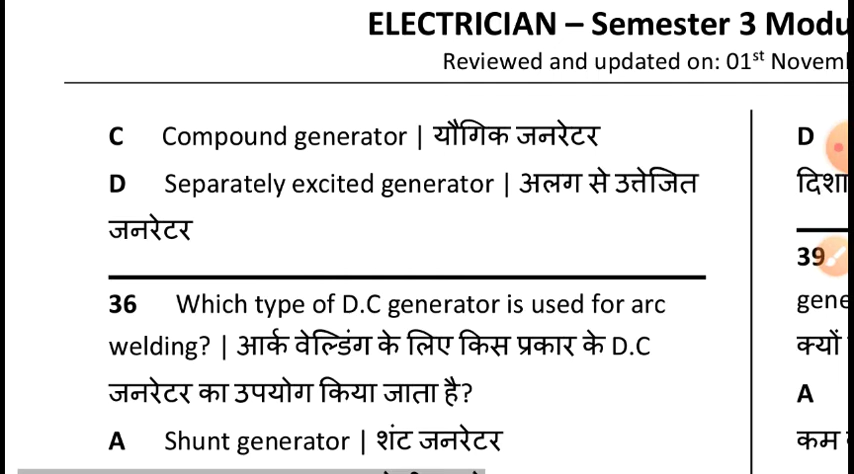 ELECTRICIAN – Semester 3 Modu
Reviewed and updated on: 01st Novem
C Compound generator | यौगिक जनरेटर
D Separately excited generator | अलग से उत्तेजित
जनरेटर
36 Which type of D.C generator is used for arc
welding? | आर्क वेल्डिंग के लिए किस प्रकार के D.C
जनरेटर का उपयोग किया जाता है?
A Shunt generator | शंट जनरेटर
D
दिशा
39
gene
क्यों
A
कम